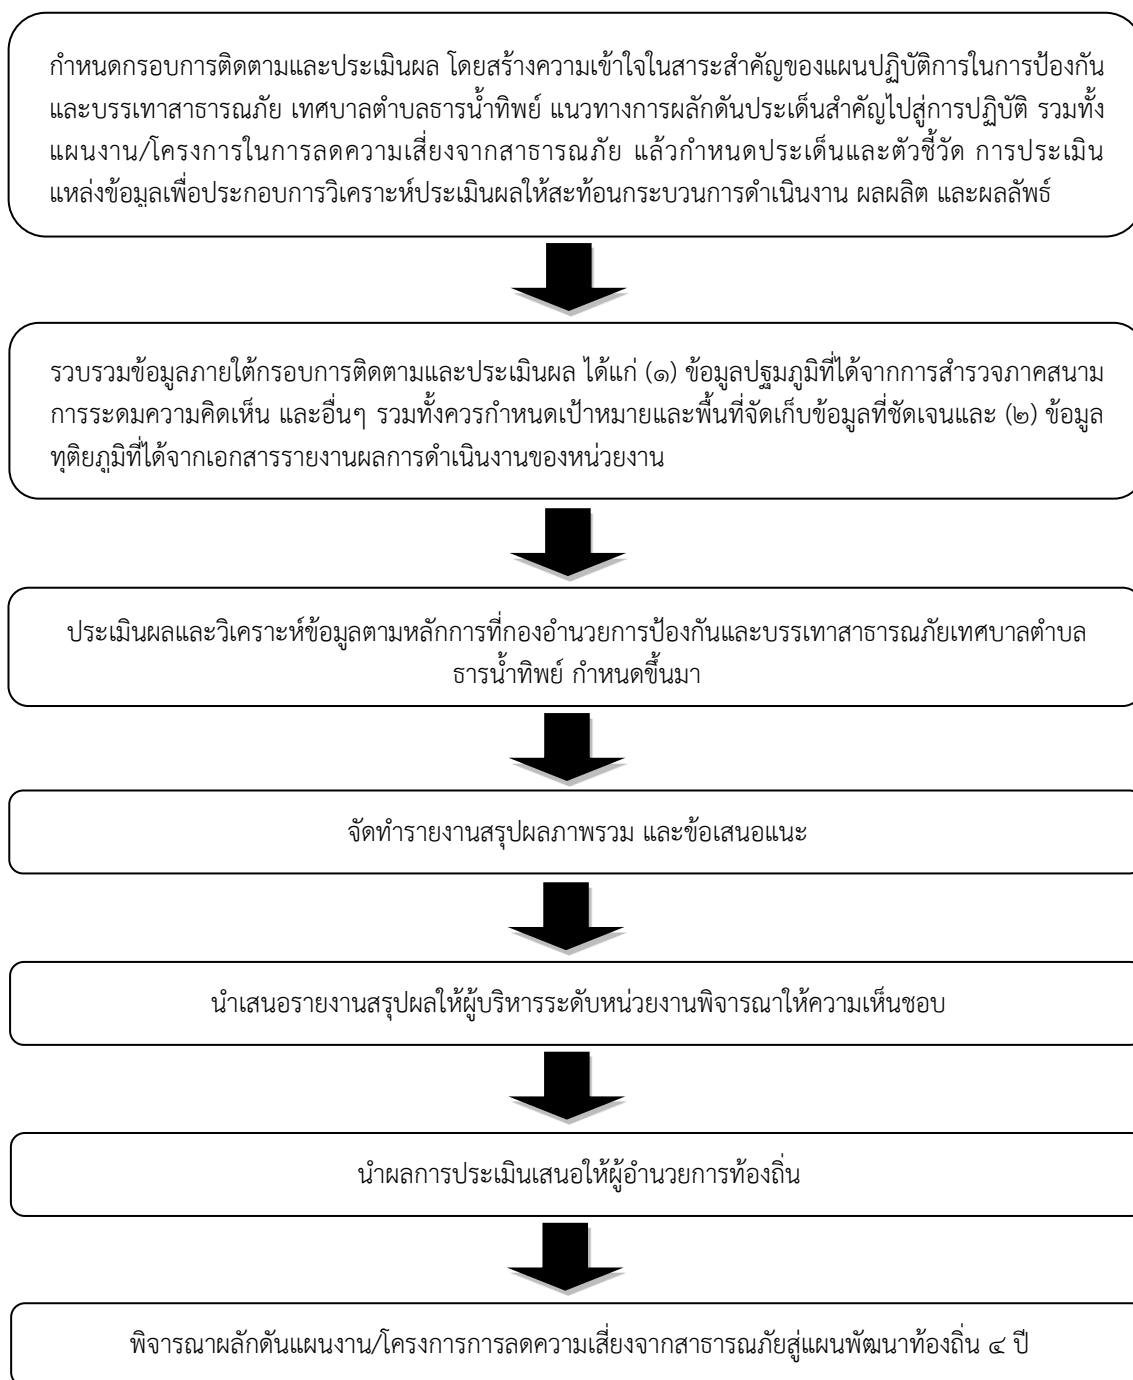 กำหนดกรอบการติดตามและประเมินผล โดยสร้างความเข้าใจในสาระสำคัญของแผนปฏิบัติการในการป้องกัน
และบรรเทาสาธารณภัย เทศบาลตำบลธารน้ำทิพย์ แนวทางการผลักดันประเด็นสำคัญไปสู่การปฏิบัติ รวมทั้ง
แผนงาน/โครงการในการลดความเสี่ยงจากสาธารณภัย แล้วกำหนดประเด็นและตัวชี้วัด การประเมิน
แหล่งข้อมูลเพื่อประกอบการวิเคราะห์ประเมินผลให้สะท้อนกระบวนการดำเนินงาน ผลผลิต และผลลัพธ์
รวบรวมข้อมูลภายใต้กรอบการติดตามและประเมินผล ได้แก่ (๑) ข้อมูลปฐมภูมิที่ได้จากการสำรวจภาคสนาม
การระดมความคิดเห็น และอื่นๆ รวมทั้งควรกำหนดเป้าหมายและพื้นที่จัดเก็บข้อมูลที่ชัดเจนและ (๒) ข้อมูล
ทุติยภูมิที่ได้จากเอกสารรายงานผลการดำเนินงานของหน่วยงาน
ประเมินผลและวิเคราะห์ข้อมูลตามหลักการที่กองอำนวยการป้องกันและบรรเทาสาธารณภัยเทศบาลตำบล
ธารน้ำทิพย์ กำหนดขึ้นมา
จัดทำรายงานสรุปผลภาพรวม และข้อเสนอแนะ
นำเสนอรายงานสรุปผลให้ผู้บริหารระดับหน่วยงานพิจารณาให้ความเห็นชอบ
นำผลการประเมินเสนอให้ผู้อำนวยการท้องถิ่น
พิจารณาผลักดันแผนงาน/โครงการการลดความเสี่ยงจากสาธารณภัยสู่แผนพัฒนาท้องถิ่น ๔ ปี